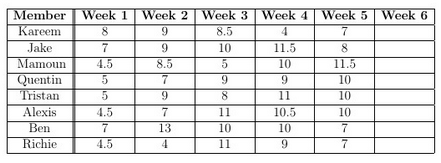 Member Week 1 Week 2 Week 3 Week 4 Week 5 Week 6
Kareem 8 9 8.5 4 7
Jake 7 9 10 11.5 8
Mamoun 4.5 8.5 5 10 11.5
Quentin 5 7 9 9 10
Tristan 5 9 8 11 10
Alexis 4.5 7 11 10.5 10
Ben 7 13 10 10 7
Richie 4.5 4 11 9 7